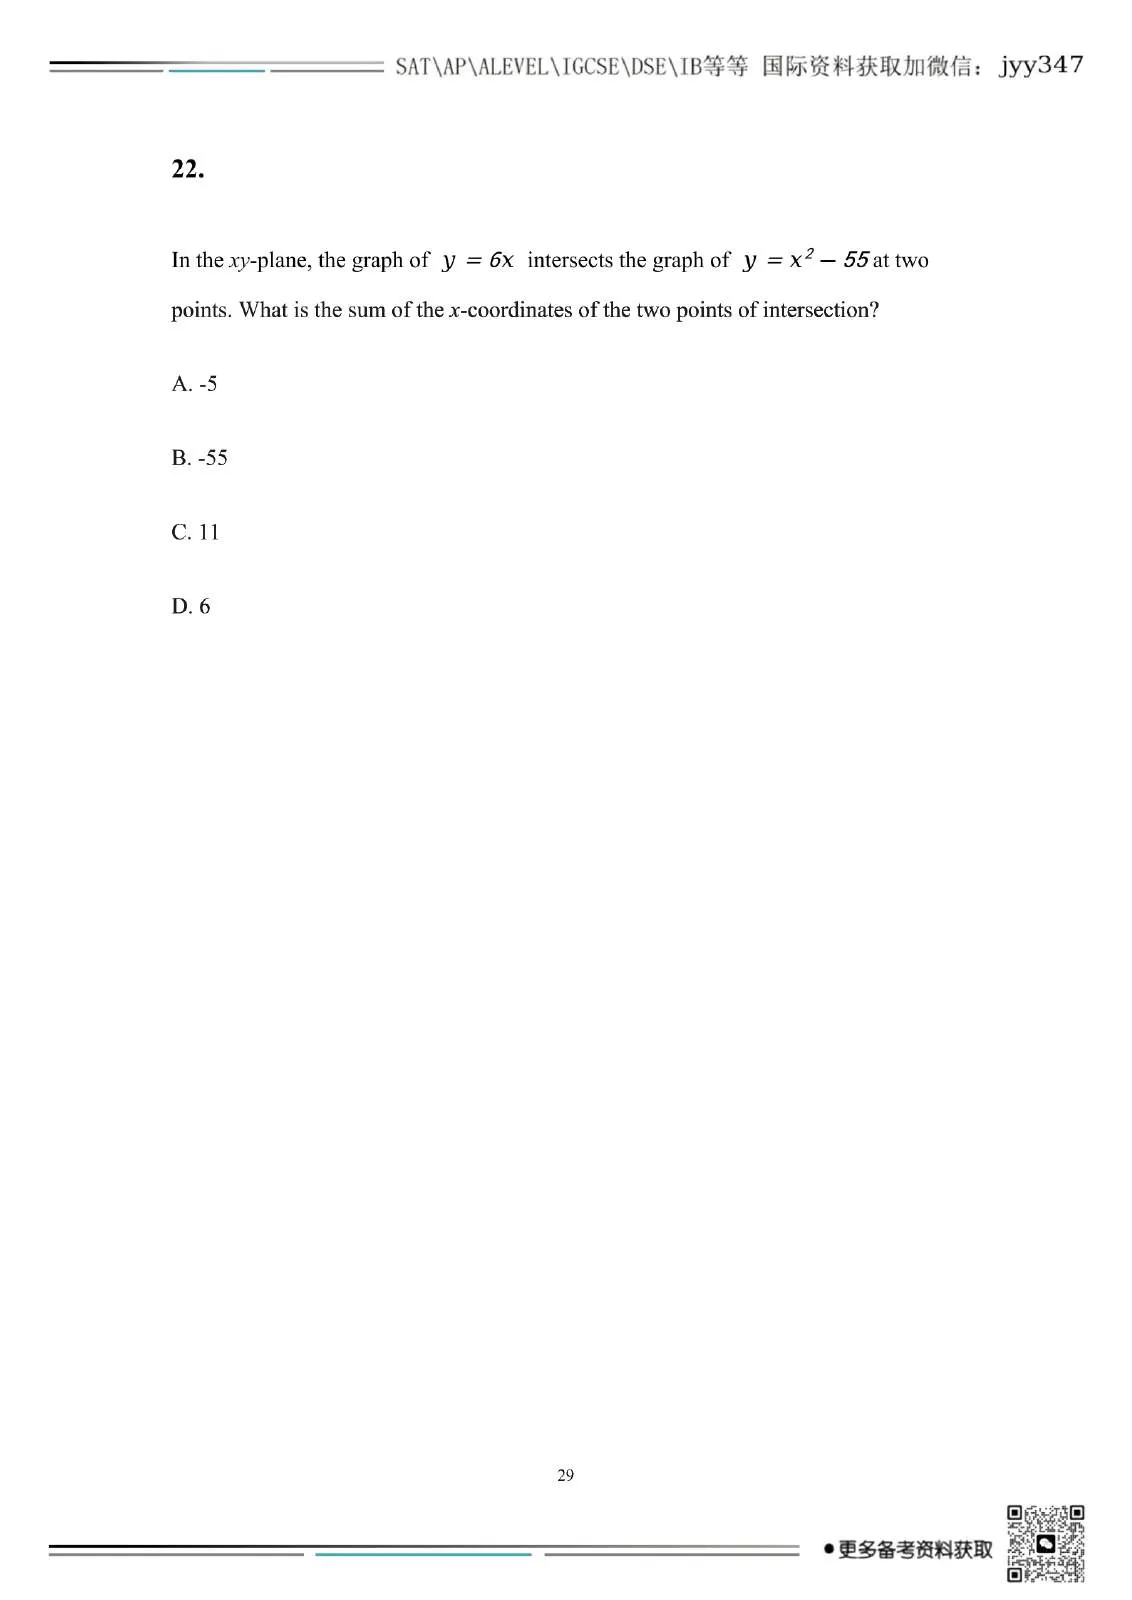 SAT\AP\ALEVEL\IGCSE\DSE\IB等等 国际资料获取加微信: jyy347
22.
In the xy-plane, the graph of y = 6x intersects the graph of y = x² − 55 at two
points. What is the sum of the x-coordinates of the two points of intersection?
A. -5
B. -55
C. 11
D. 6
29
●更多备考资料获取